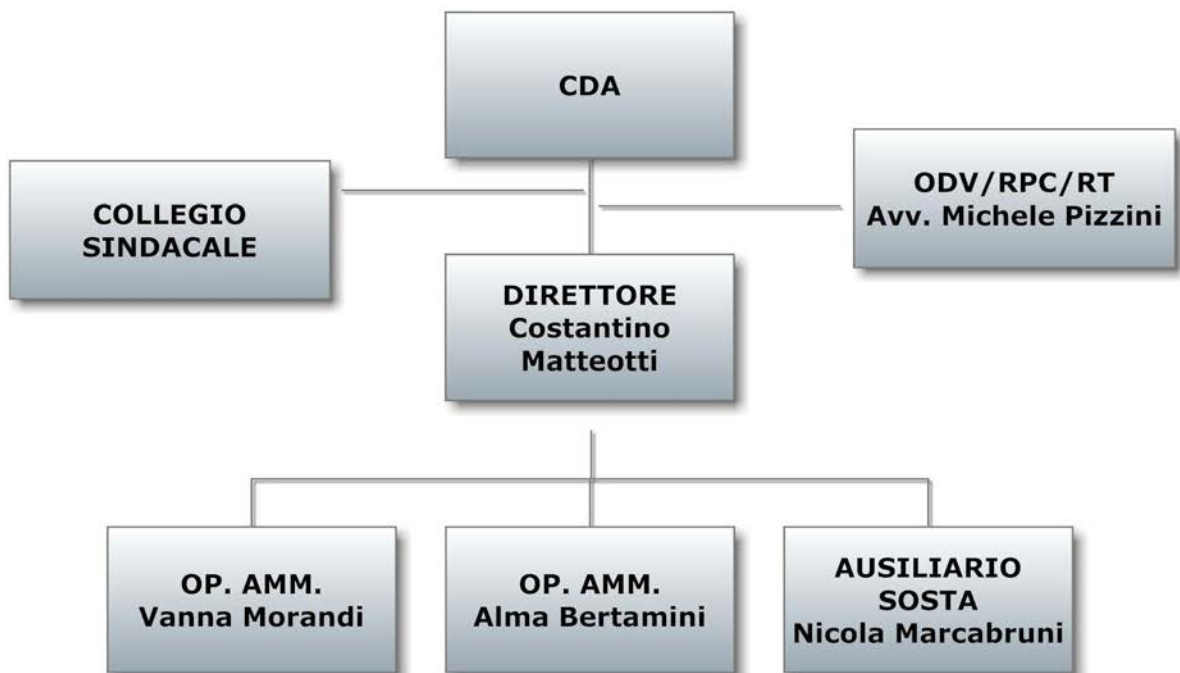 CDA
COLLEGIO
SINDACALE
ODV/RPC/RT
Avv. Michele Pizzini
DIRETTORE
Costantino
Matteotti
OP. AMM.
Vanna Morandi
OP. AMM.
Alma Bertamini
AUSILIARIO
SOSTA
Nicola Marcabruni